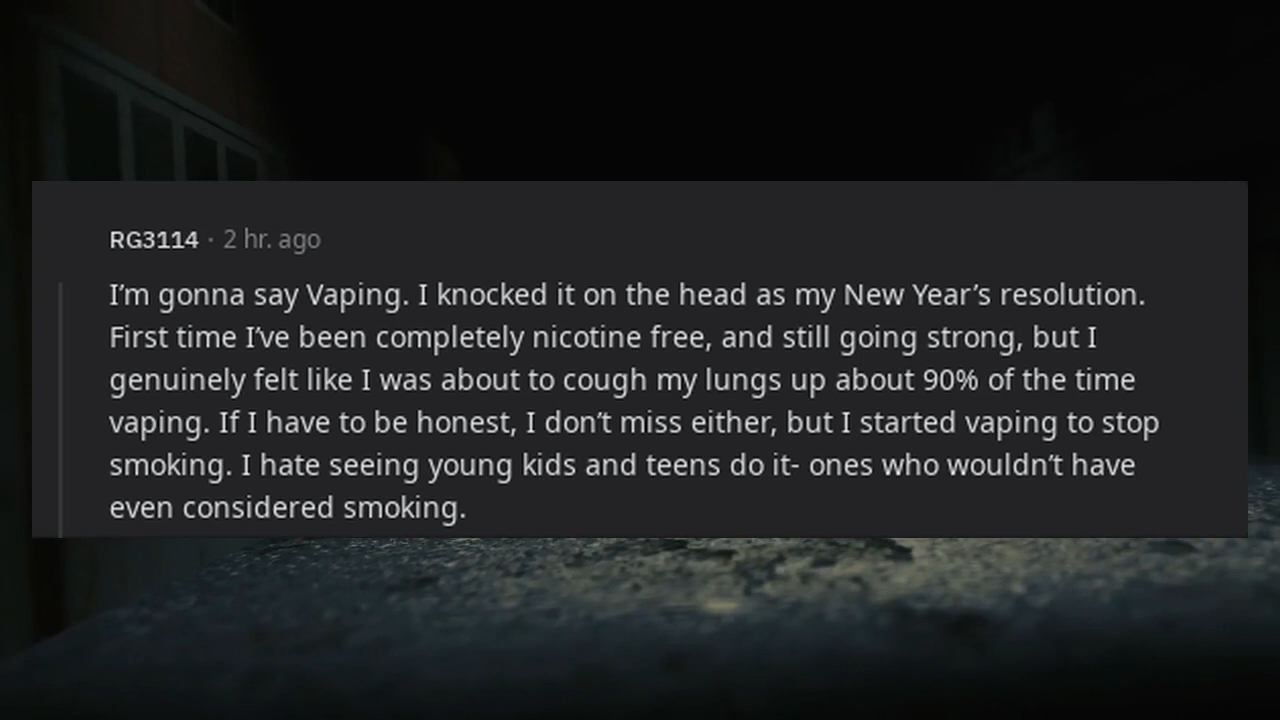 RG3114 · 2 hr. ago
I’m gonna say Vaping. I knocked it on the head as my New Year’s resolution.
First time I’ve been completely nicotine free, and still going strong, but I
genuinely felt like I was about to cough my lungs up about 90% of the time
vaping. If I have to be honest, I don’t miss either, but I started vaping to stop
smoking. I hate seeing young kids and teens do it- ones who wouldn’t have
even considered smoking.